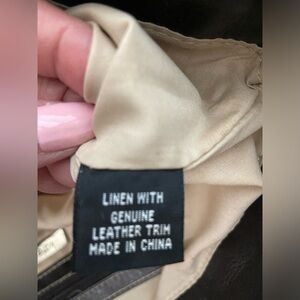 LINEN WITH
GENUINE
LEATHER TRIM
MADE IN CHINA